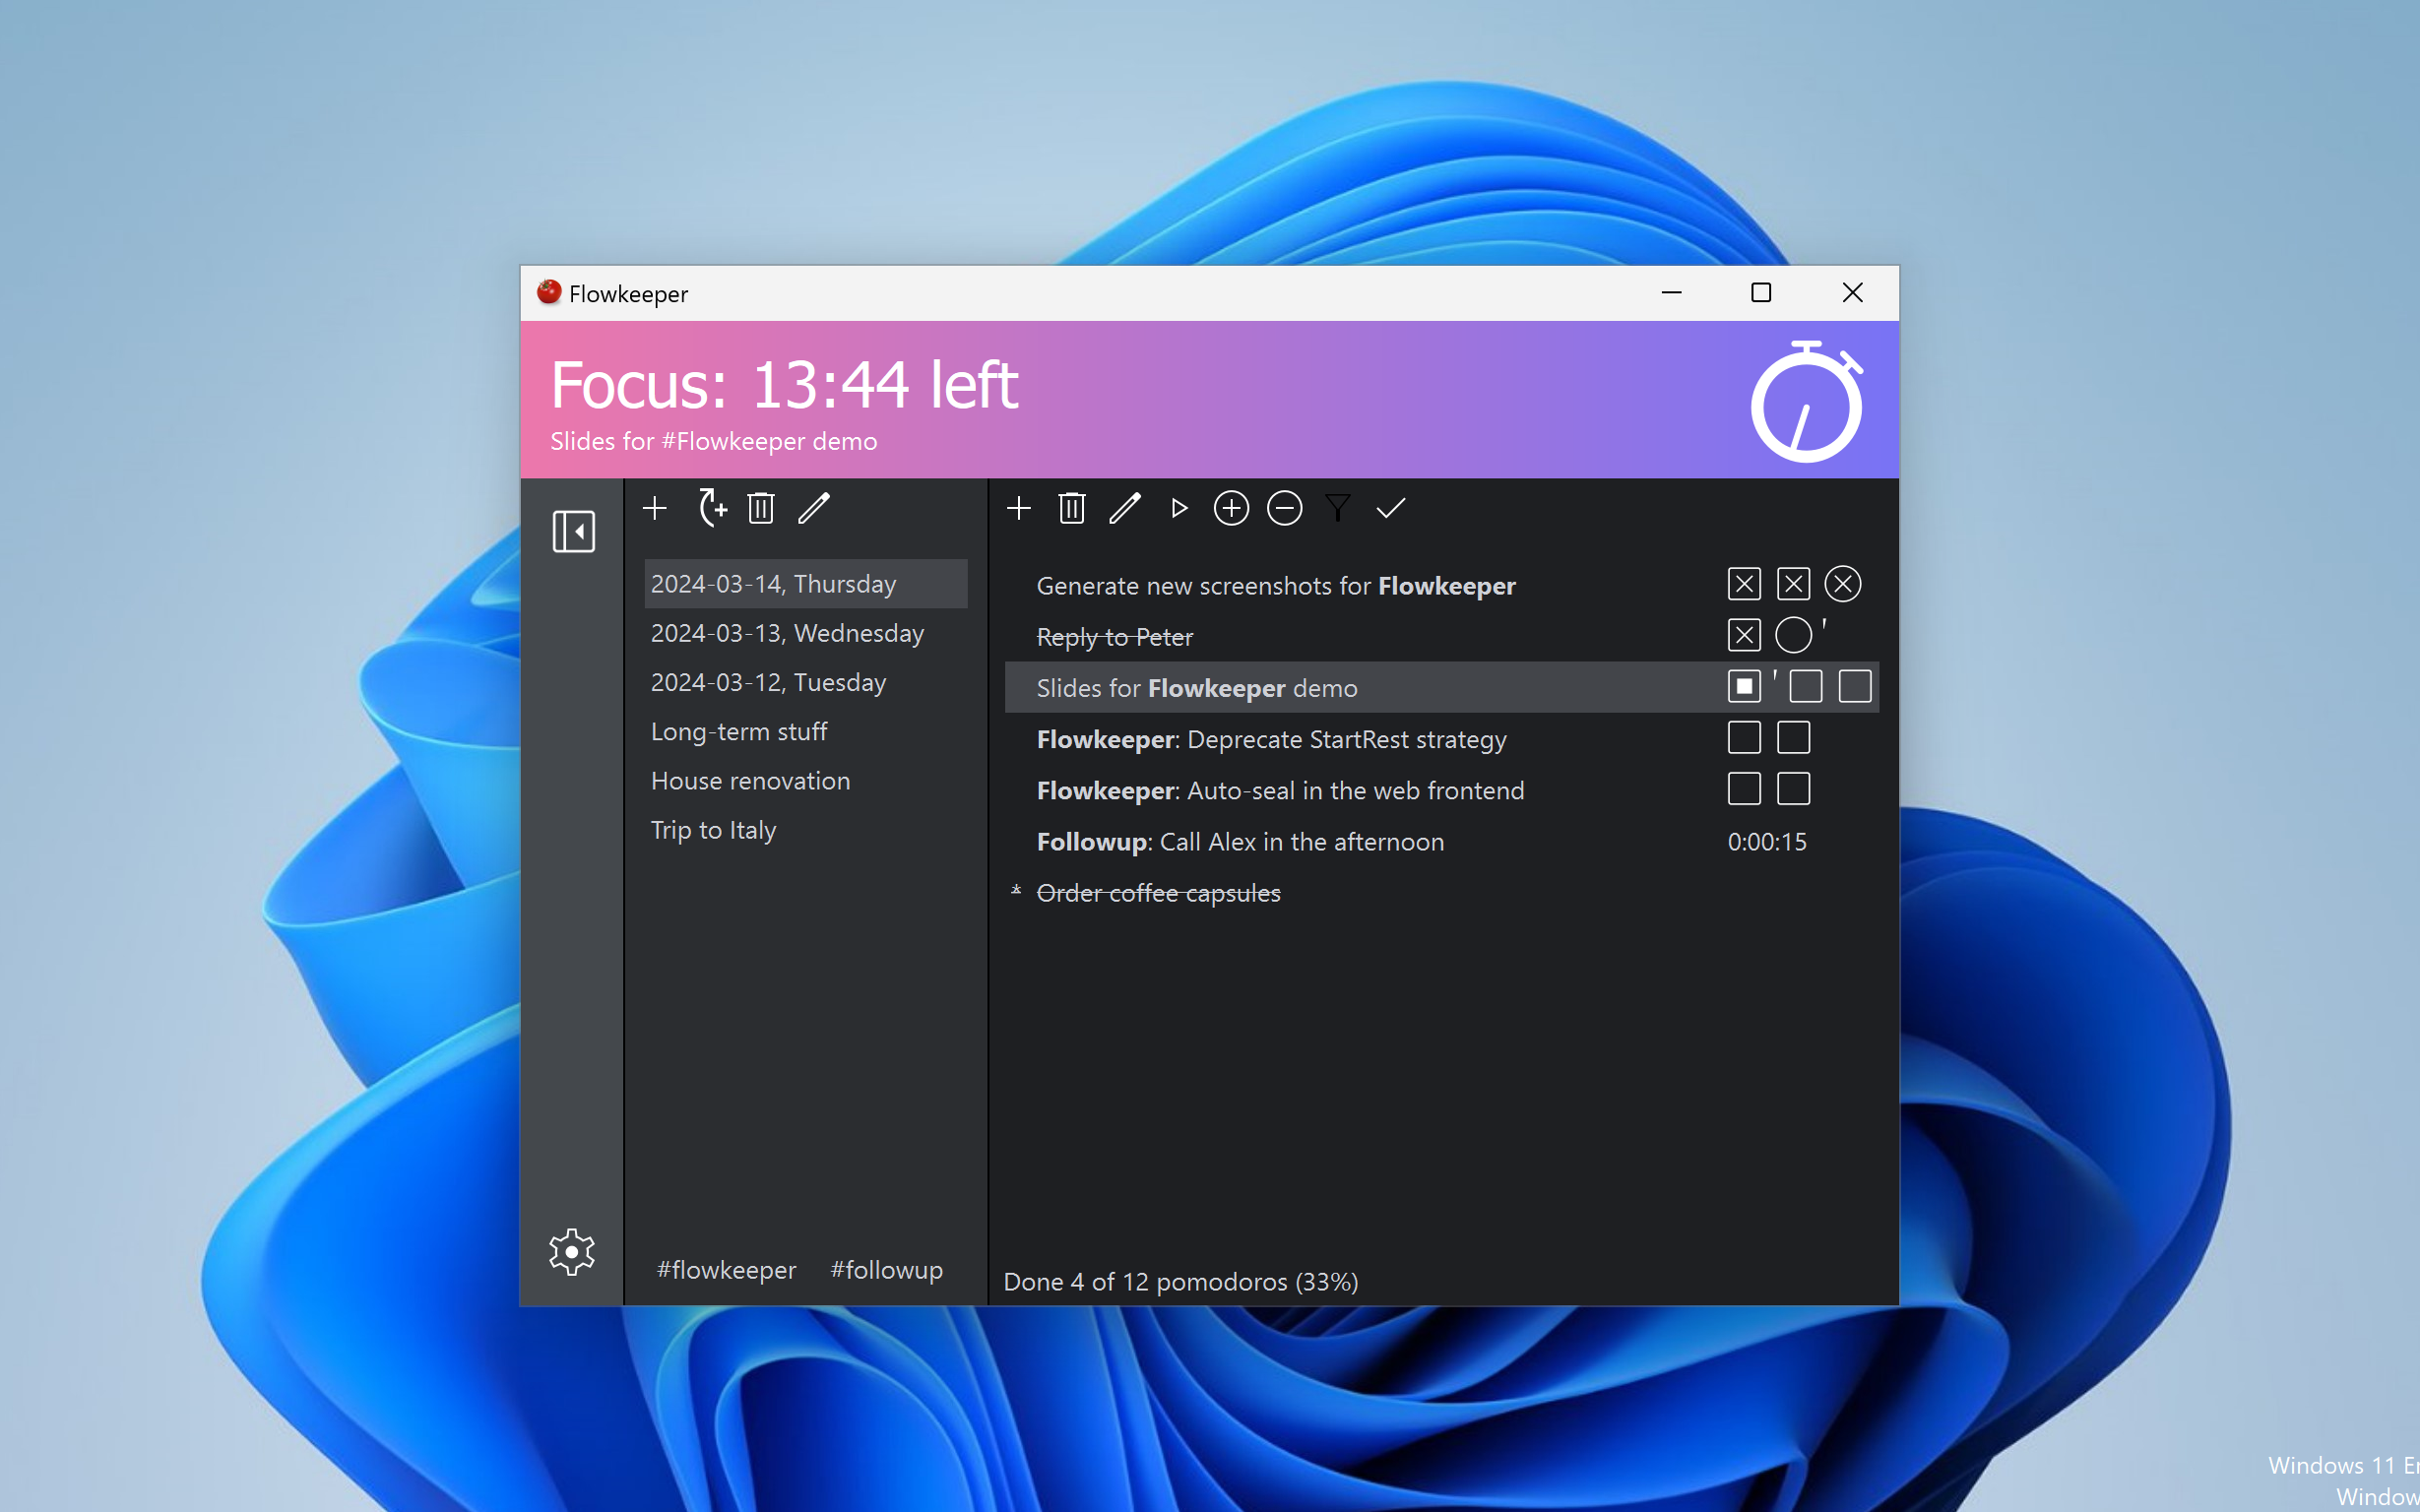 Flowkeeper
Focus: 13:44 left
Slides for #Flowkeeper demo
2024-03-14, Thursday
2024-03-13, Wednesday
2024-03-12, Tuesday
Long-term stuff
House renovation
Trip to Italy
#flowkeeper #followup
Generate new screenshots for Flowkeeper
Reply to Peter
Slides for Flowkeeper demo
Flowkeeper: Deprecate StartRest strategy
Flowkeeper: Auto-seal in the web frontend
Followup: Call Alex in the afternoon 0:00:15
* Order coffee capsules
Done 4 of 12 pomodoros (33%)
Windows 11
Window